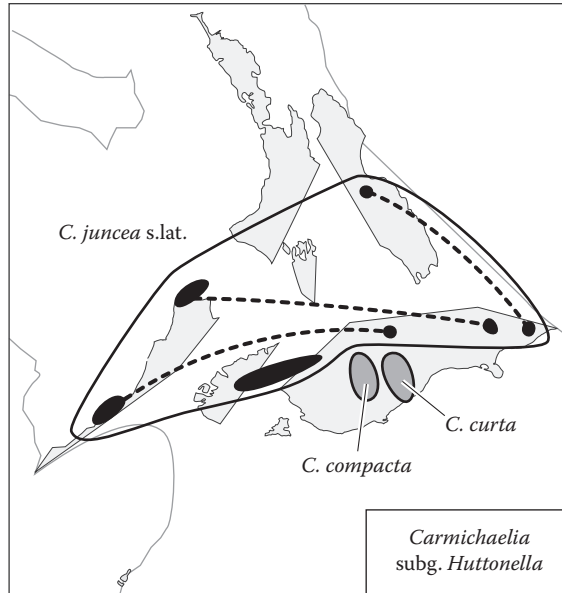 C. juncea s.lat.
C. curta
C. compacta
Carmichaelia
subg. Huttonella